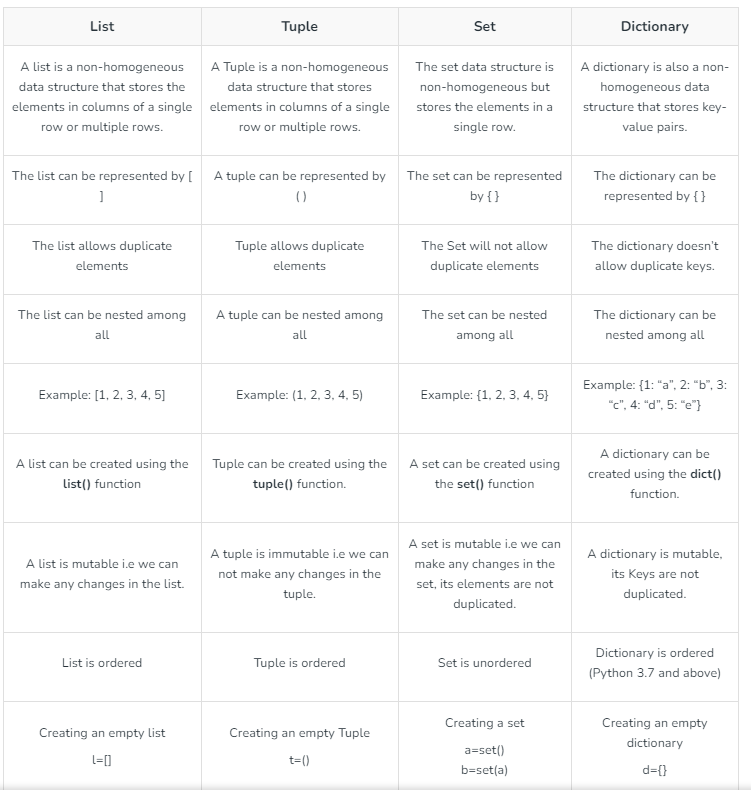 List
Tuple
Set
Dictionary
A list is a non-homogeneous
data structure that stores the
elements in columns of a single
row or multiple rows.
A Tuple is a non-homogeneous
data structure that stores
elements in columns of a single
row or multiple rows.
The set data structure is
non-homogeneous but
stores the elements in a
single row.
A dictionary is also a non-
homogeneous data
structure that stores key-
value pairs.
The list can be represented by [
]
A tuple can be represented by
( )
The set can be represented
by { }
The dictionary can be
represented by { }
The list allows duplicate
elements
Tuple allows duplicate
elements
The Set will not allow
duplicate elements
The dictionary doesn't
allow duplicate keys.
The list can be nested among
all
A tuple can be nested among
all
The set can be nested
among all
The dictionary can be
nested among all
Example: [1, 2, 3, 4, 5]
Example: (1, 2, 3, 4, 5)
Example: {1, 2, 3, 4, 5}
Example: {1: “a”, 2: “b”, 3:
“c”, 4: “d”, 5: “e”}
A list can be created using the
list() function
Tuple can be created using the
tuple() function.
A set can be created using
the set() function
A dictionary can be
created using the dict()
function.
A list is mutable i.e we can
make any changes in the list.
A tuple is immutable i.e we can
not make any changes in the
tuple.
A set is mutable i.e we can
make any changes in the
set, its elements are not
duplicated.
A dictionary is mutable,
its Keys are not
duplicated.
List is ordered
Tuple is ordered
Set is unordered
Dictionary is ordered
(Python 3.7 and above)
Creating an empty list
l=[]
Creating an empty Tuple
t=()
Creating a set
a=set()
b=set(a)
Creating an empty
dictionary
d={}